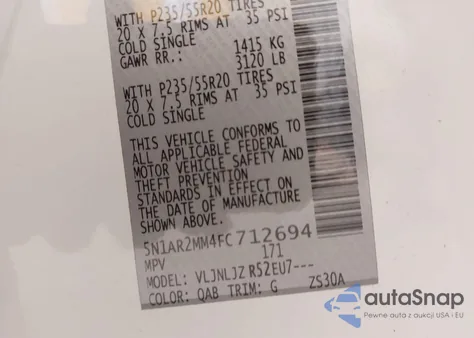 WITH P235/55R20 TIRES
20 X 7.5 RIMS AT 35 PSI
COLD SINGLE
GAWR RR.: 1415 KG
3120 LB
WITH P235/55R20 TIRES
20 X 7.5 RIMS AT 35 PSI
COLD SINGLE
THIS VEHICLE CONFORMS TO
ALL APPLICABLE FEDERAL
MOTOR VEHICLE SAFETY AND
THEFT PREVENTION
STANDARDS IN EFFECT ON
THE DATE OF MANUFACTURE
SHOWN ABOVE.
5N1AR2MM4FC712694
MPV 171
MODEL: VLJNLJZ R52EU7---
COLOR: QAB TRIM: G ZS30A
autoSnap
Pewne auta z aukcji USA i EU